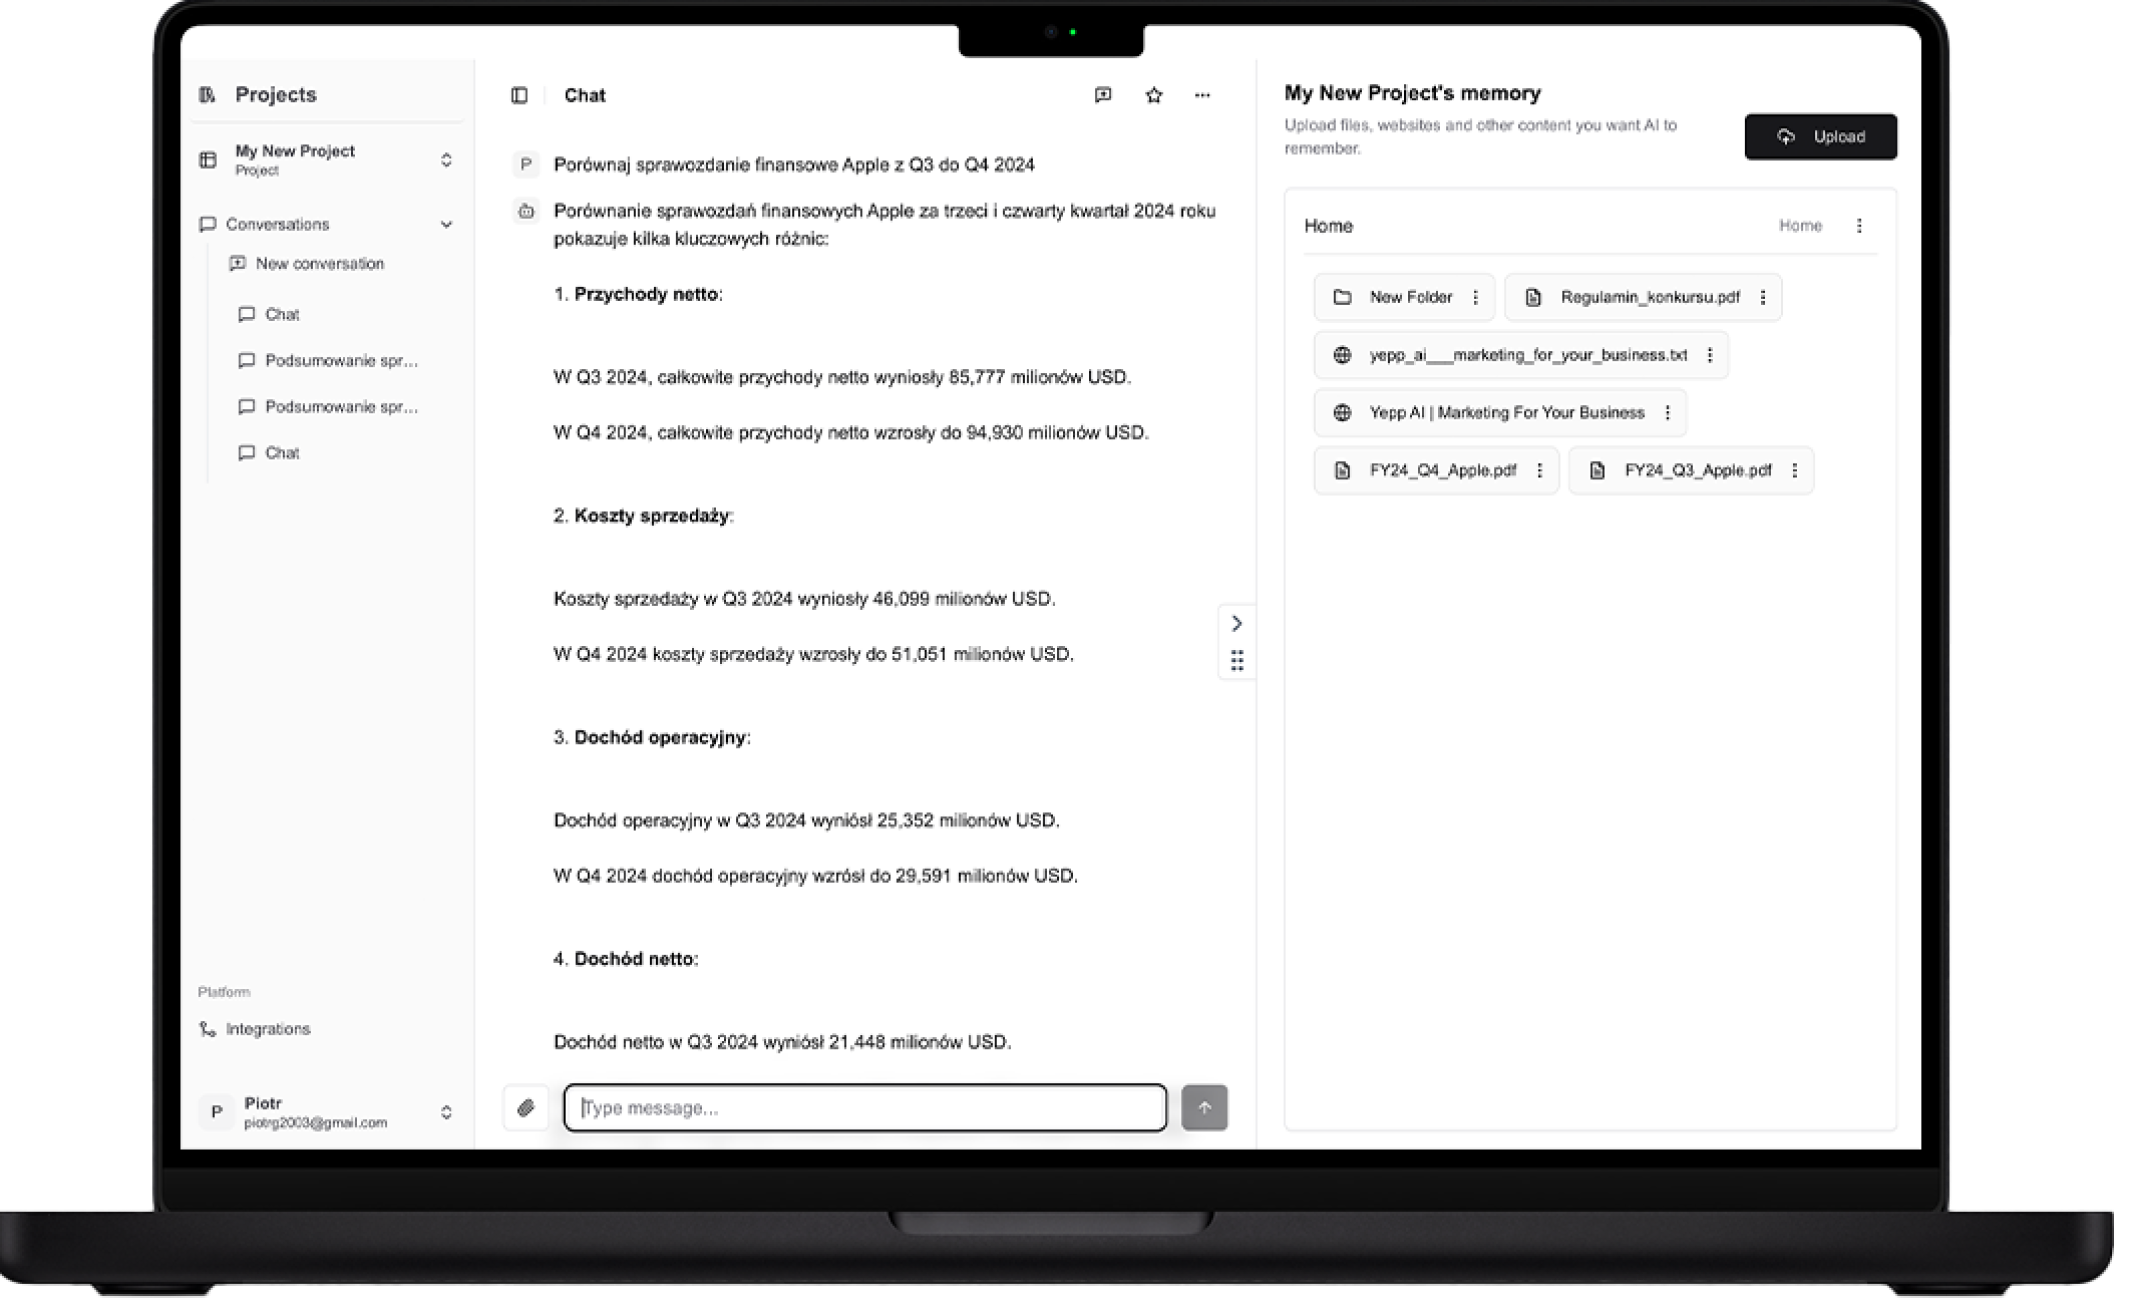 Projects
My New Project
Project
Conversations
New conversation
Chat
Podsumowanie spr...
Podsumowanie spr...
Chat
Platform
Integrations
P
Piotr
piotrg2003@gmail.com
Chat
P
Porównaj sprawozdanie finansowe Apple z Q3 do Q4 2024
Porównanie sprawozdań finansowych Apple za trzeci i czwarty kwartał 2024 roku
pokazuje kilka kluczowych różnic:
1. Przychody netto:
W Q3 2024, całkowite przychody netto wyniosły 85,777 milionów USD.
W Q4 2024, całkowite przychody netto wzrosły do 94,930 milionów USD.
2. Koszty sprzedaży:
Koszty sprzedaży w Q3 2024 wyniosły 46,099 milionów USD.
W Q4 2024 koszty sprzedaży wzrosły do 51,051 milionów USD.
3. Dochód operacyjny:
Dochód operacyjny w Q3 2024 wyniósł 25,352 milionów USD.
W Q4 2024 dochód operacyjny wzrósł do 29,591 milionów USD.
4. Dochód netto:
Dochód netto w Q3 2024 wyniósł 21,448 milionów USD.
Type message...
My New Project's memory
Upload files, websites and other content you want AI to
remember.
Upload
Home
Home
New Folder
Regulamin_konkursu.pdf
yepp_ai___marketing_for_your_business.txt
Yepp AI | Marketing For Your Business
FY24_Q4_Apple.pdf
FY24_Q3_Apple.pdf